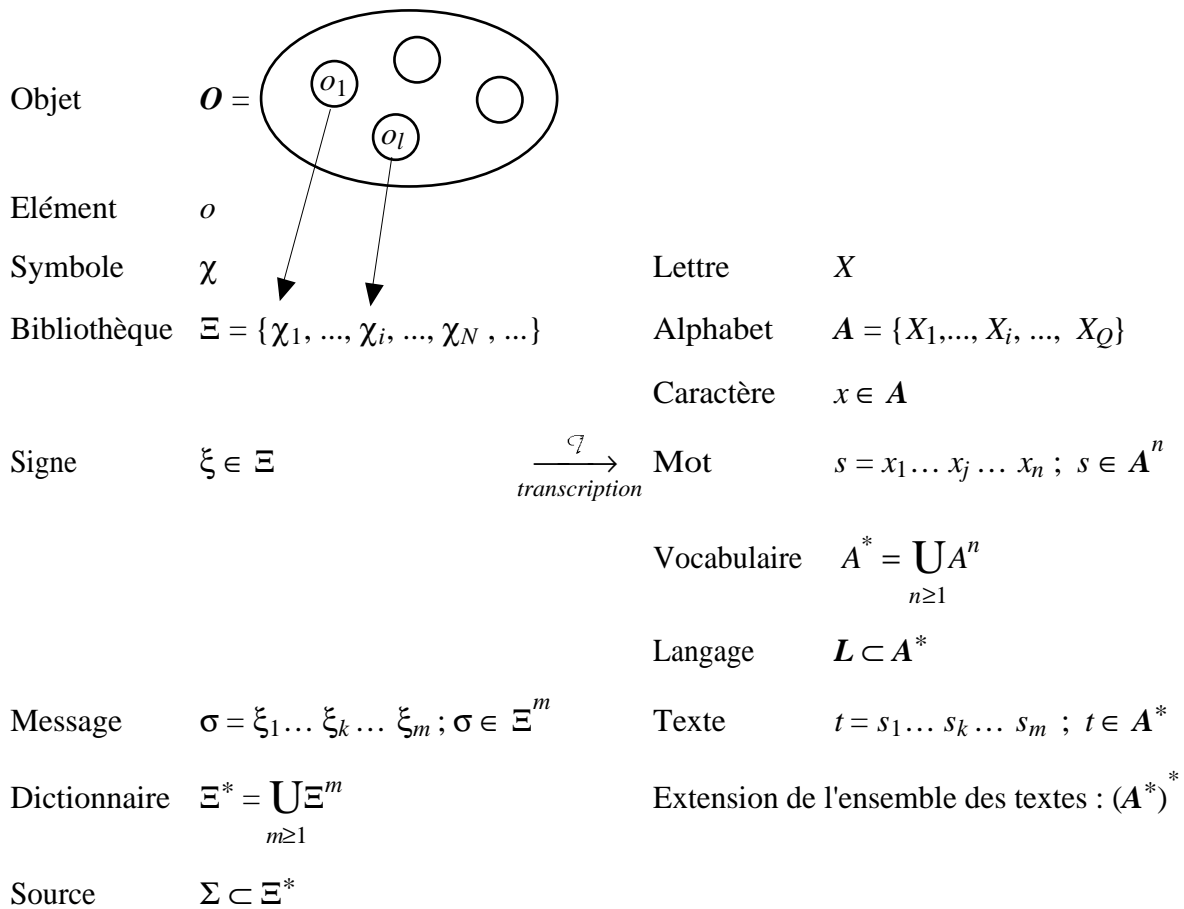 Objet O = o1
ol
Elément o
Symbole χ Lettre X
Bibliothèque Ξ = {χ1, ..., χi, ..., χN , ...} Alphabet A = {X1,..., Xi, ..., XQ}
Caractère x ∈ A
Signe ξ ∈ Ξ transcription Mot s = x1… xj … xn ; s ∈ A^n
Vocabulaire A* = ⋃ A^n
n≥1
Langage L ⊂ A*
Message σ = ξ1… ξk … ξm ; σ ∈ Ξ^m Texte t = s1… sk … sm ; t ∈ A*
Dictionnaire Ξ* = ⋃ Ξ^m Extension de l'ensemble des textes : (A*)*
m≥1
Source Σ ⊂ Ξ*